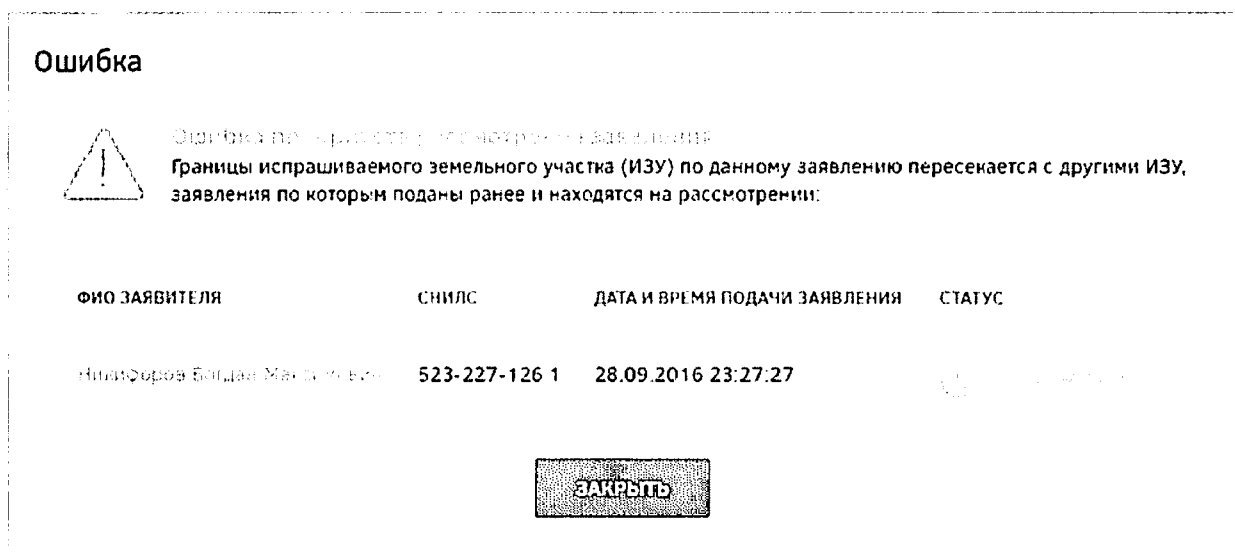 Ошибка
Границы испрашиваемого земельного участка (ИЗУ) по данному заявлению пересекается с другими ИЗУ,
заявления по которым поданы ранее и находятся на рассмотрении:
ФИО ЗАЯВИТЕЛЯ СНИЛС ДАТА И ВРЕМЯ ПОДАЧИ ЗАЯВЛЕНИЯ СТАТУС
Никифоров Богдан 523-227-126 1 28.09.2016 23:27:27
ЗАКРЫТЬ